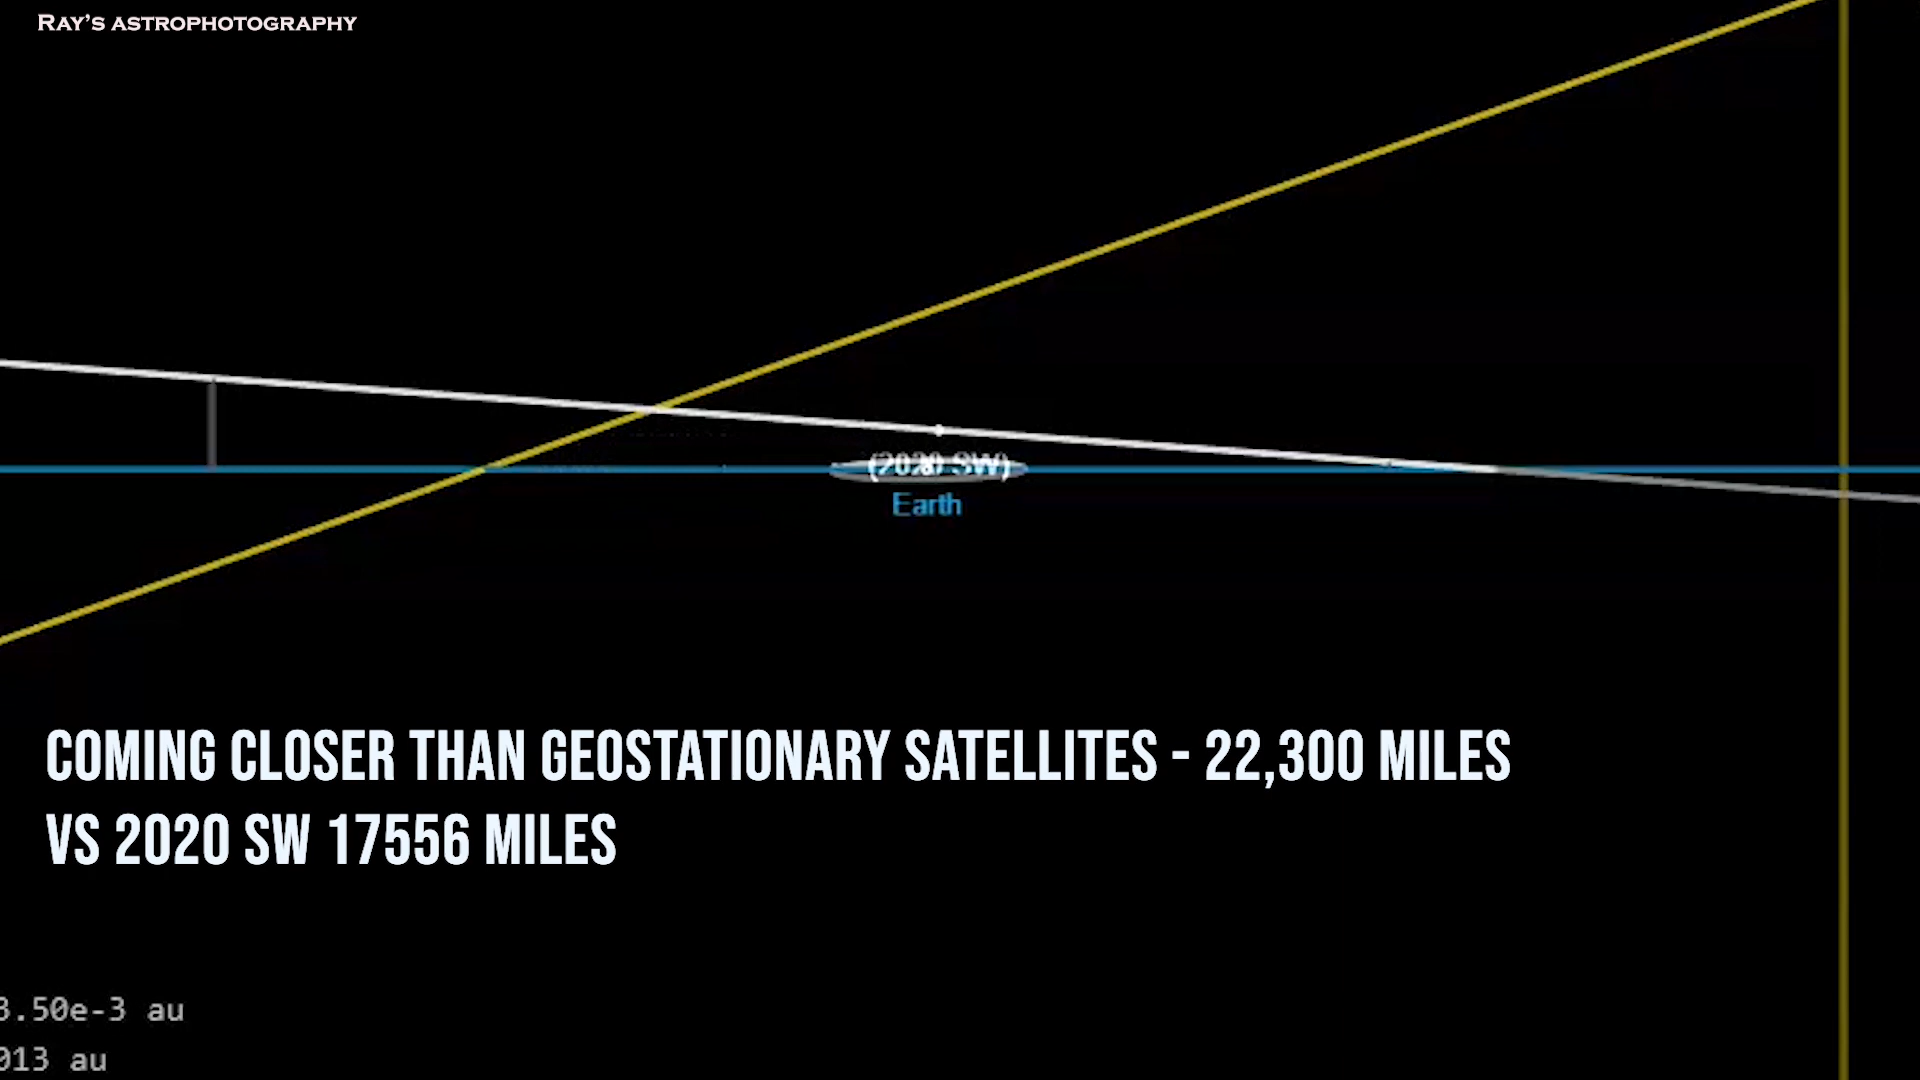 RAY'S ASTROPHOTOGRAPHY
(2020 SW)
Earth
COMING CLOSER THAN GEOSTATIONARY SATELLITES - 22,300 MILES
VS 2020 SW 17556 MILES
3.50e-3 au
013 au